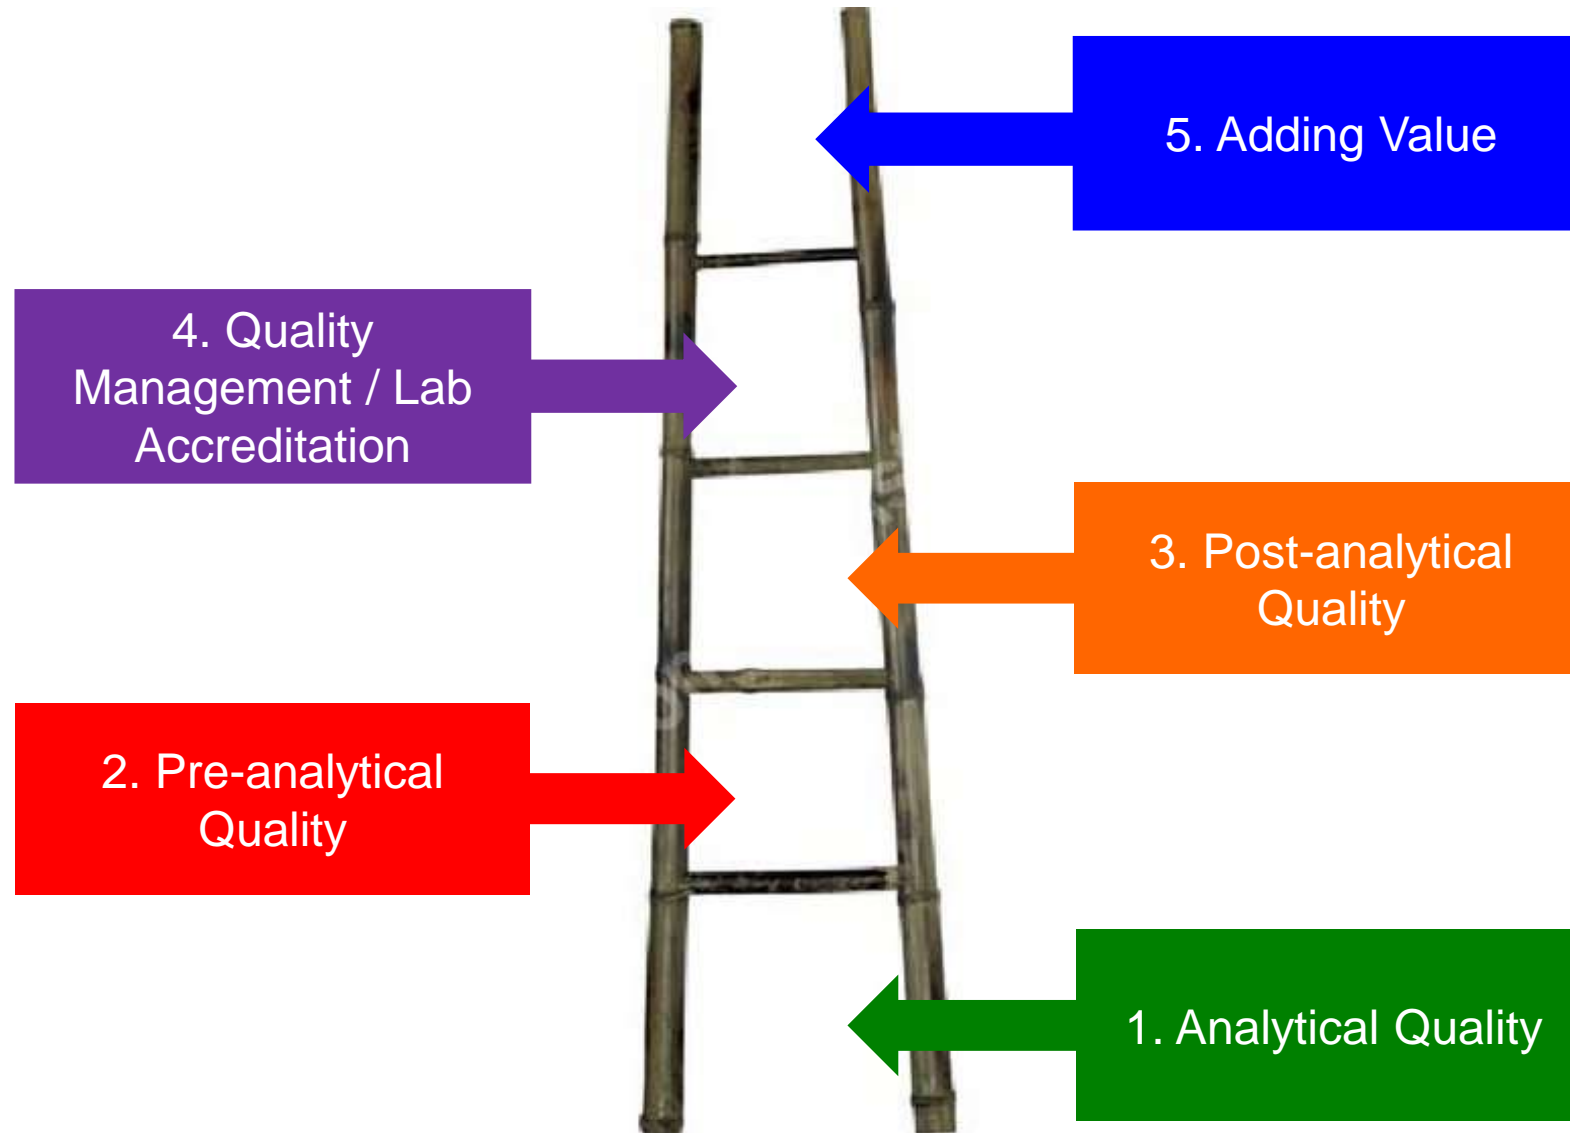 5. Adding Value
4. Quality
Management / Lab
Accreditation
3. Post-analytical
Quality
2. Pre-analytical
Quality
1. Analytical Quality